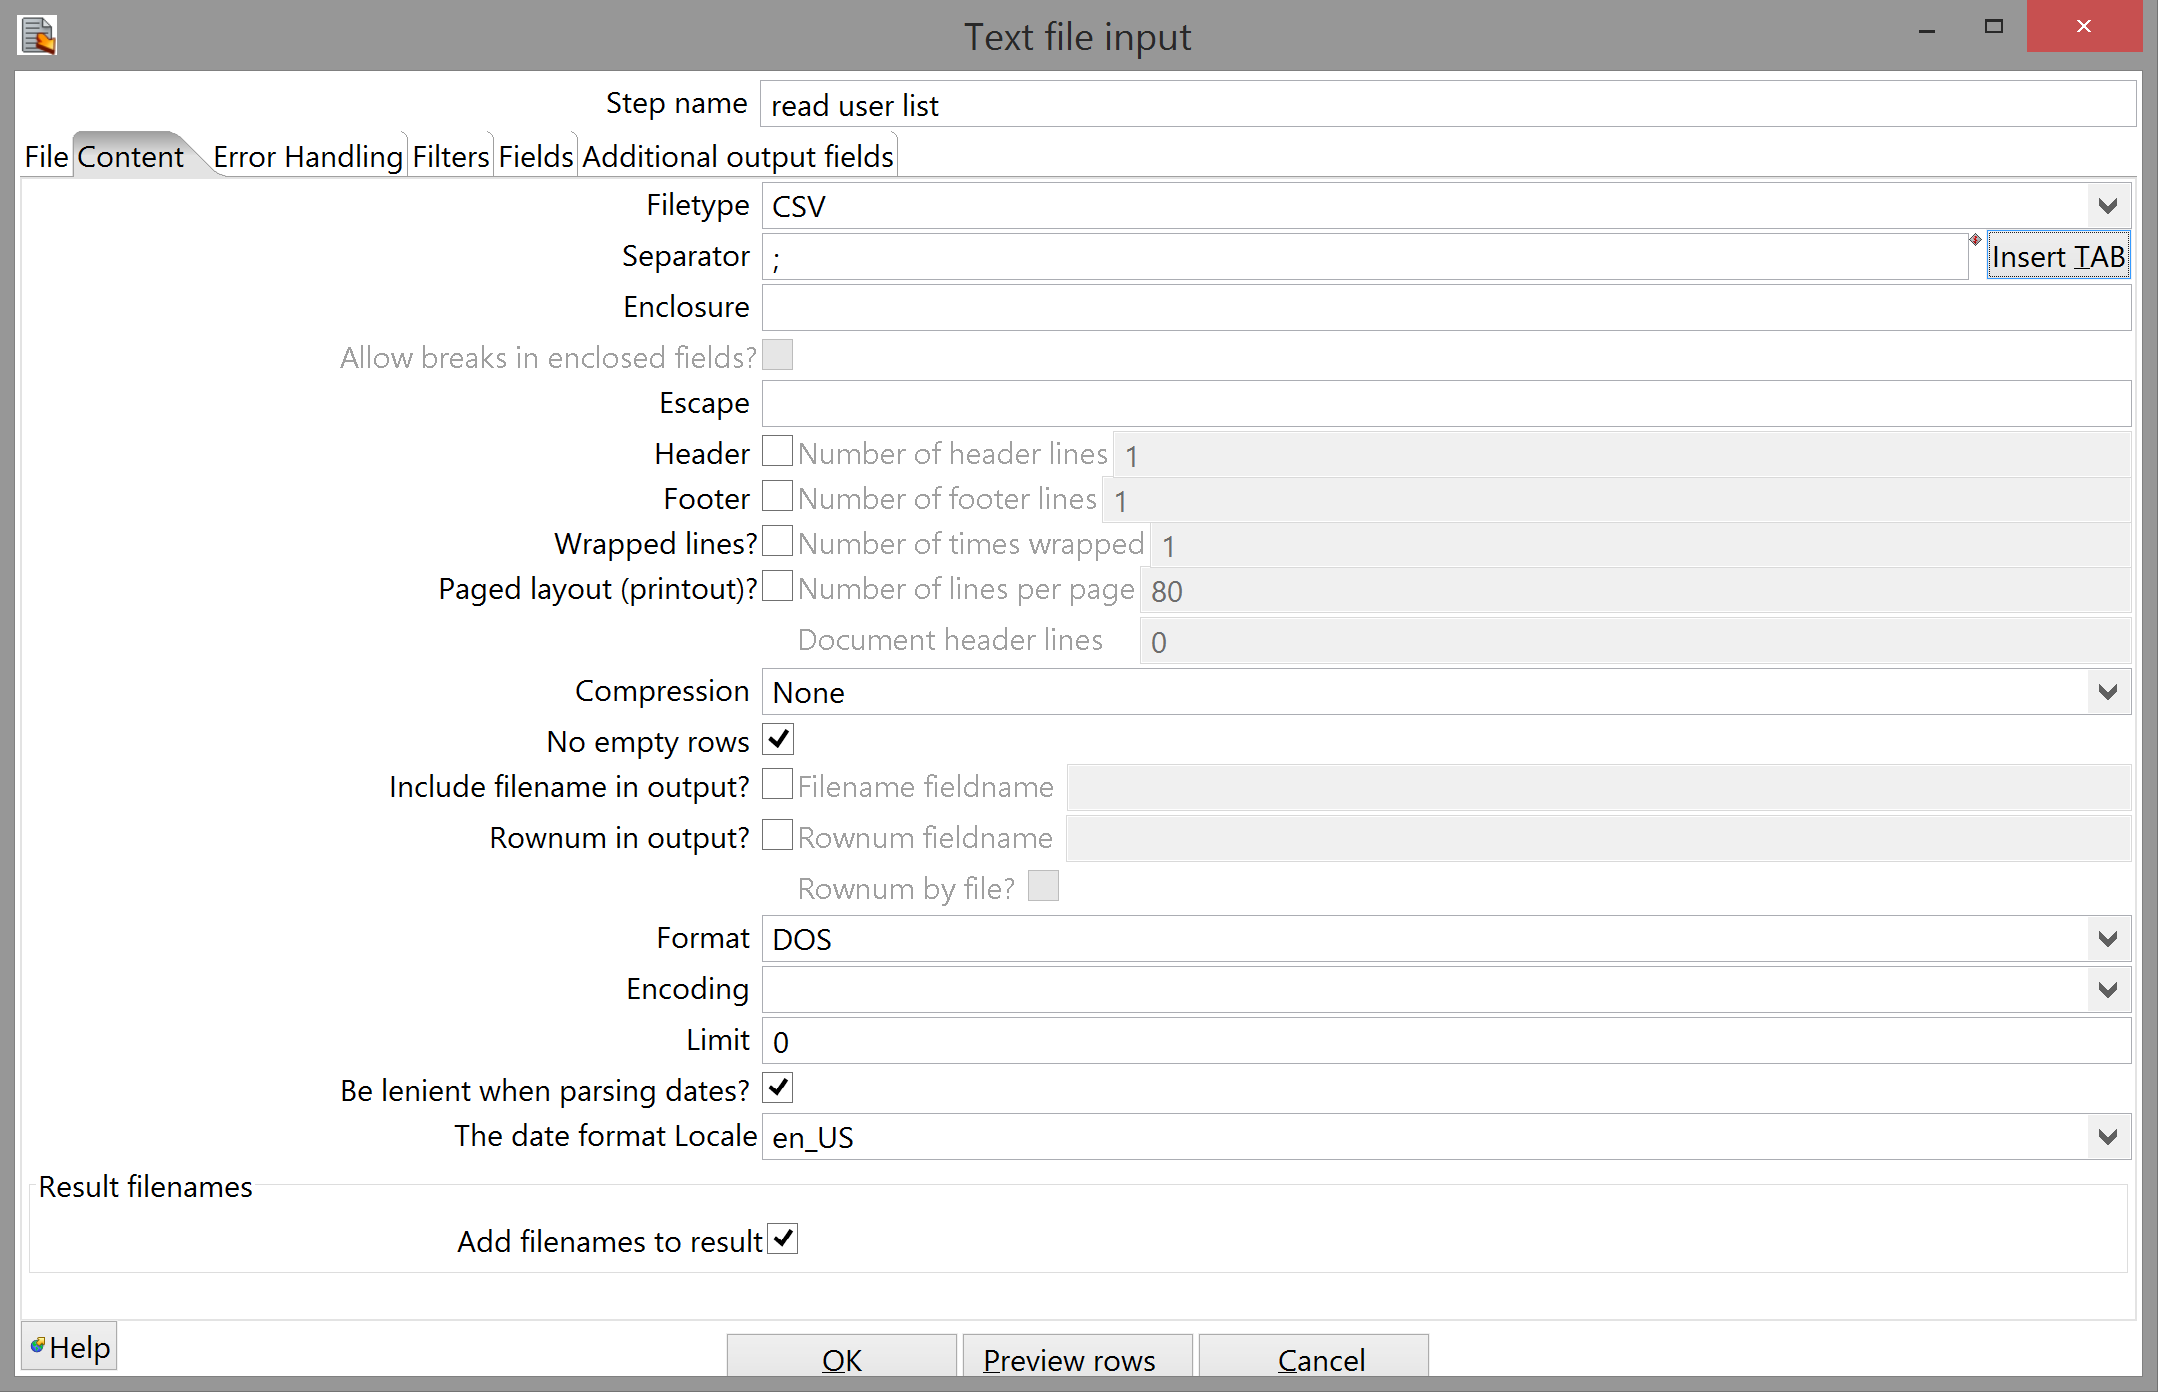 Text file input
Step name read user list
File Content Error Handling Filters Fields Additional output fields
Filetype CSV
Separator ; Insert TAB
Enclosure
Allow breaks in enclosed fields?
Escape
Header Number of header lines 1
Footer Number of footer lines 1
Wrapped lines? Number of times wrapped 1
Paged layout (printout)? Number of lines per page 80
Document header lines 0
Compression None
No empty rows
Include filename in output? Filename fieldname
Rownum in output? Rownum fieldname
Rownum by file?
Format DOS
Encoding
Limit 0
Be lenient when parsing dates?
The date format Locale en_US
Result filenames
Add filenames to result
Help OK Preview rows Cancel